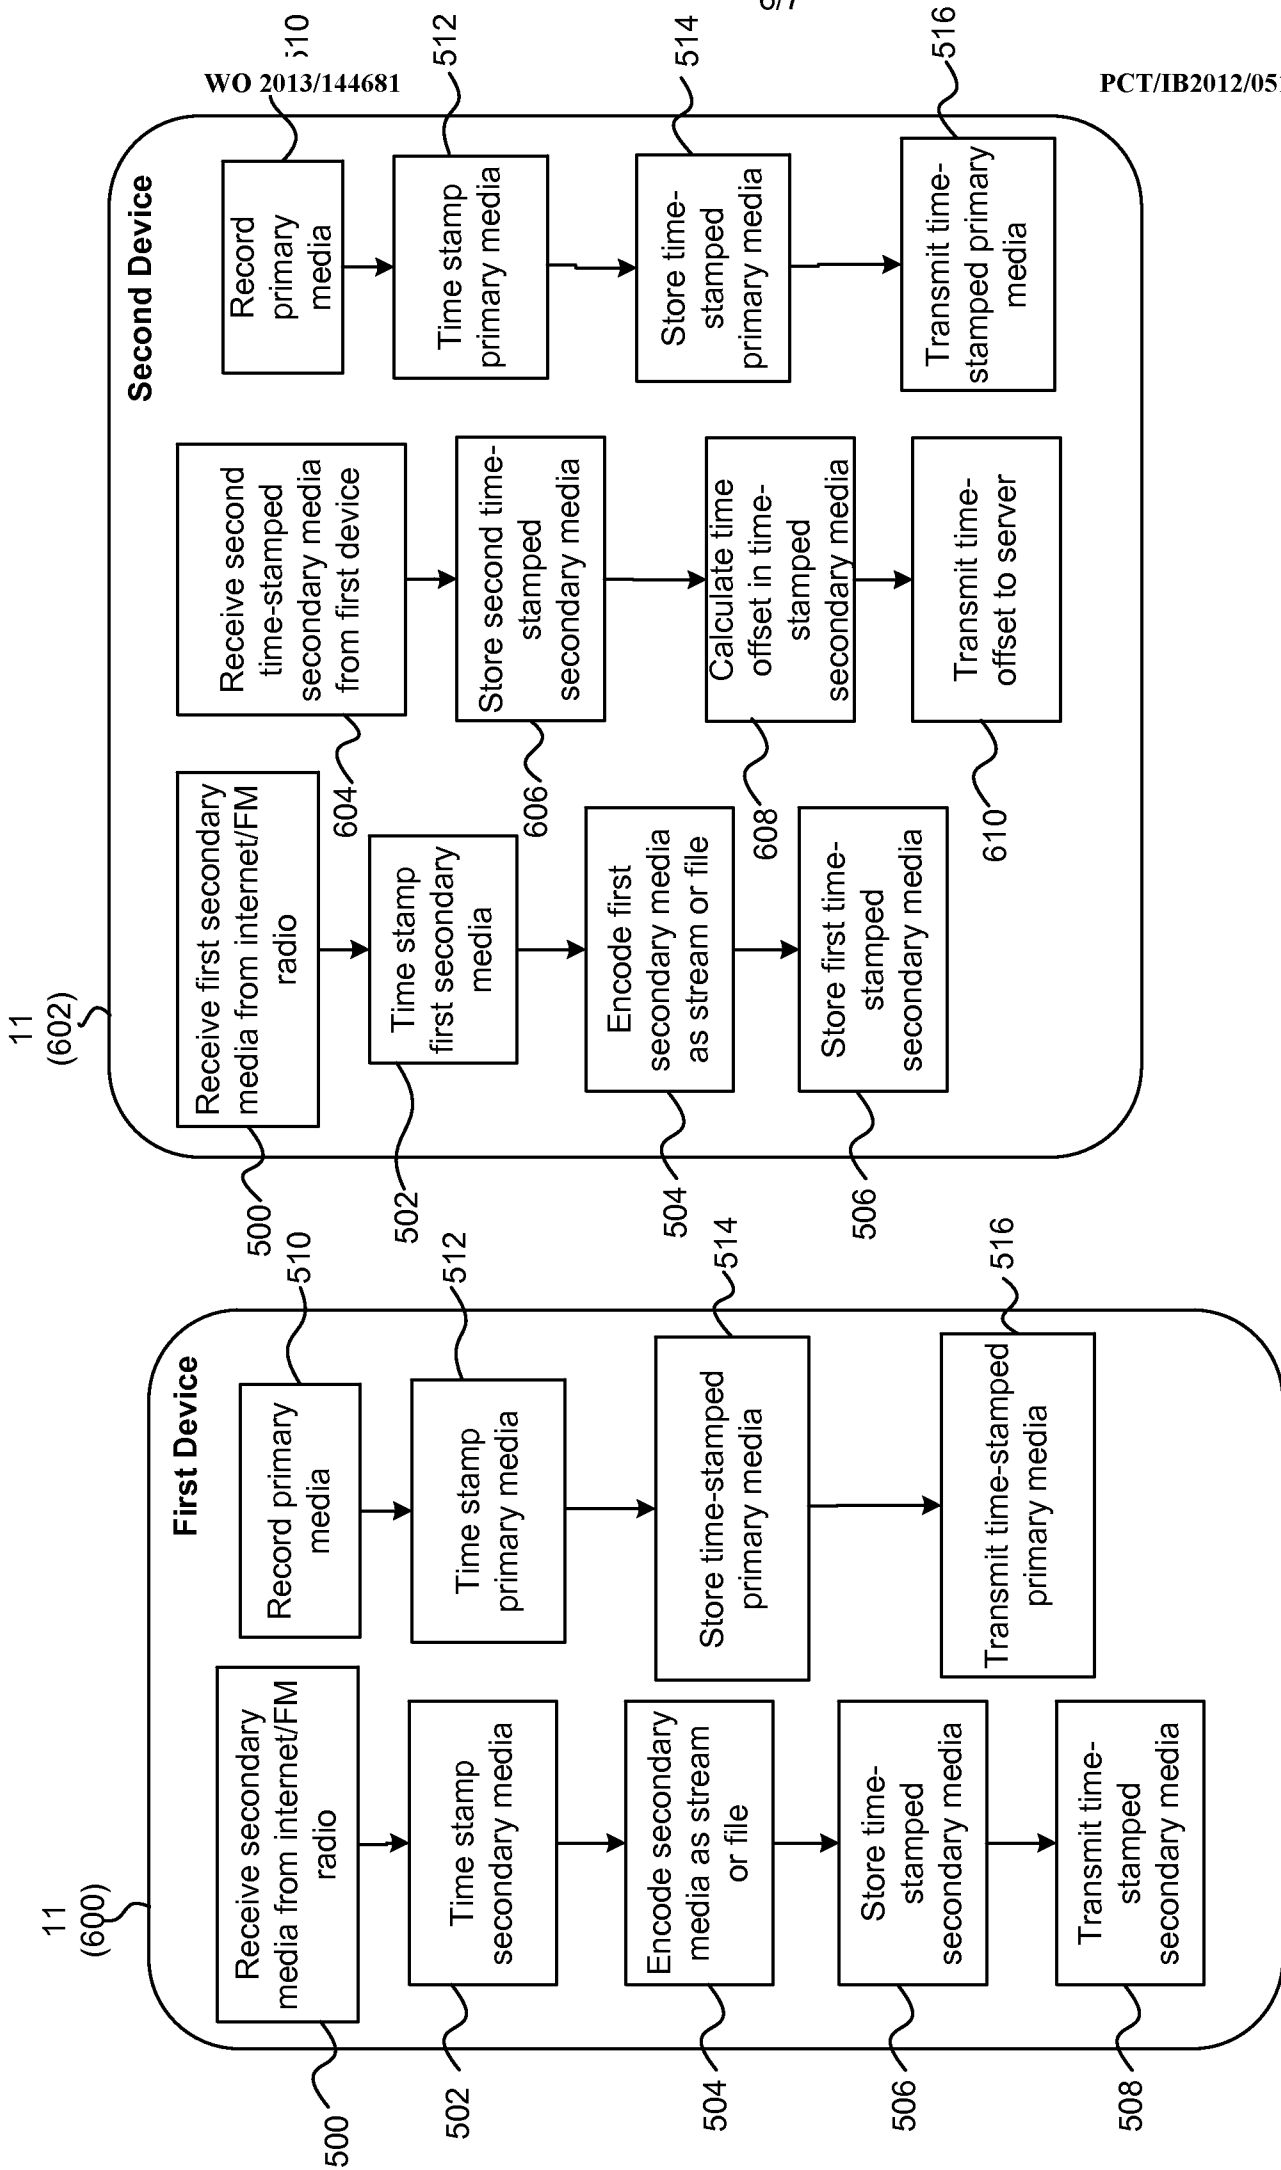 WO 2013/144681
PCT/IB2012/051
6/7
11
(600)
First Device
Receive secondary
media from internet/FM
radio
500
Time stamp
secondary media
502
Encode secondary
media as stream
or file
504
Store time-
stamped
secondary media
506
Transmit time-
stamped
secondary media
508
Record primary
media
510
Time stamp
primary media
512
Store time-stamped
primary media
514
Transmit time-stamped
primary media
516
11
(602)
Second Device
Receive first secondary
media from internet/FM
radio
500
Time stamp
first secondary
media
502
Encode first
secondary media
as stream or file
504
Store first time-
stamped
secondary media
506
Receive second
time-stamped
secondary media
from first device
604
Store second time-
stamped
secondary media
606
Calculate time
offset in time-
stamped
secondary media
608
Transmit time-
offset to server
610
Record
primary
media
510
Time stamp
primary media
512
Store time-
stamped
primary media
514
Transmit time-
stamped primary
media
516